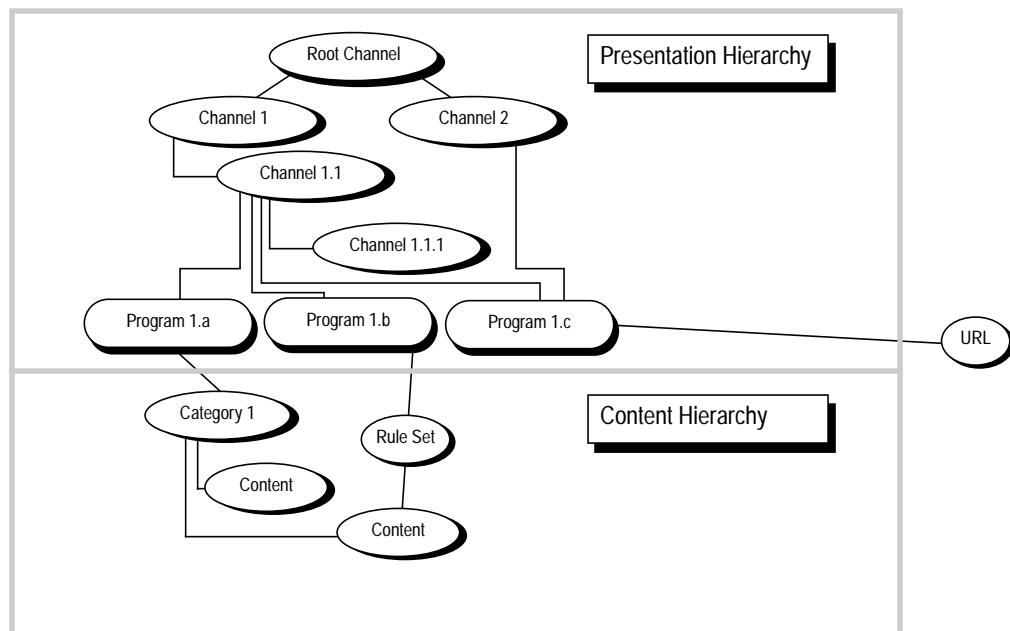 Root Channel
Presentation Hierarchy
Channel 1
Channel 2
Channel 1.1
Channel 1.1.1
Program 1.a
Program 1.b
Program 1.c
URL
Category 1
Content Hierarchy
Rule Set
Content
Content